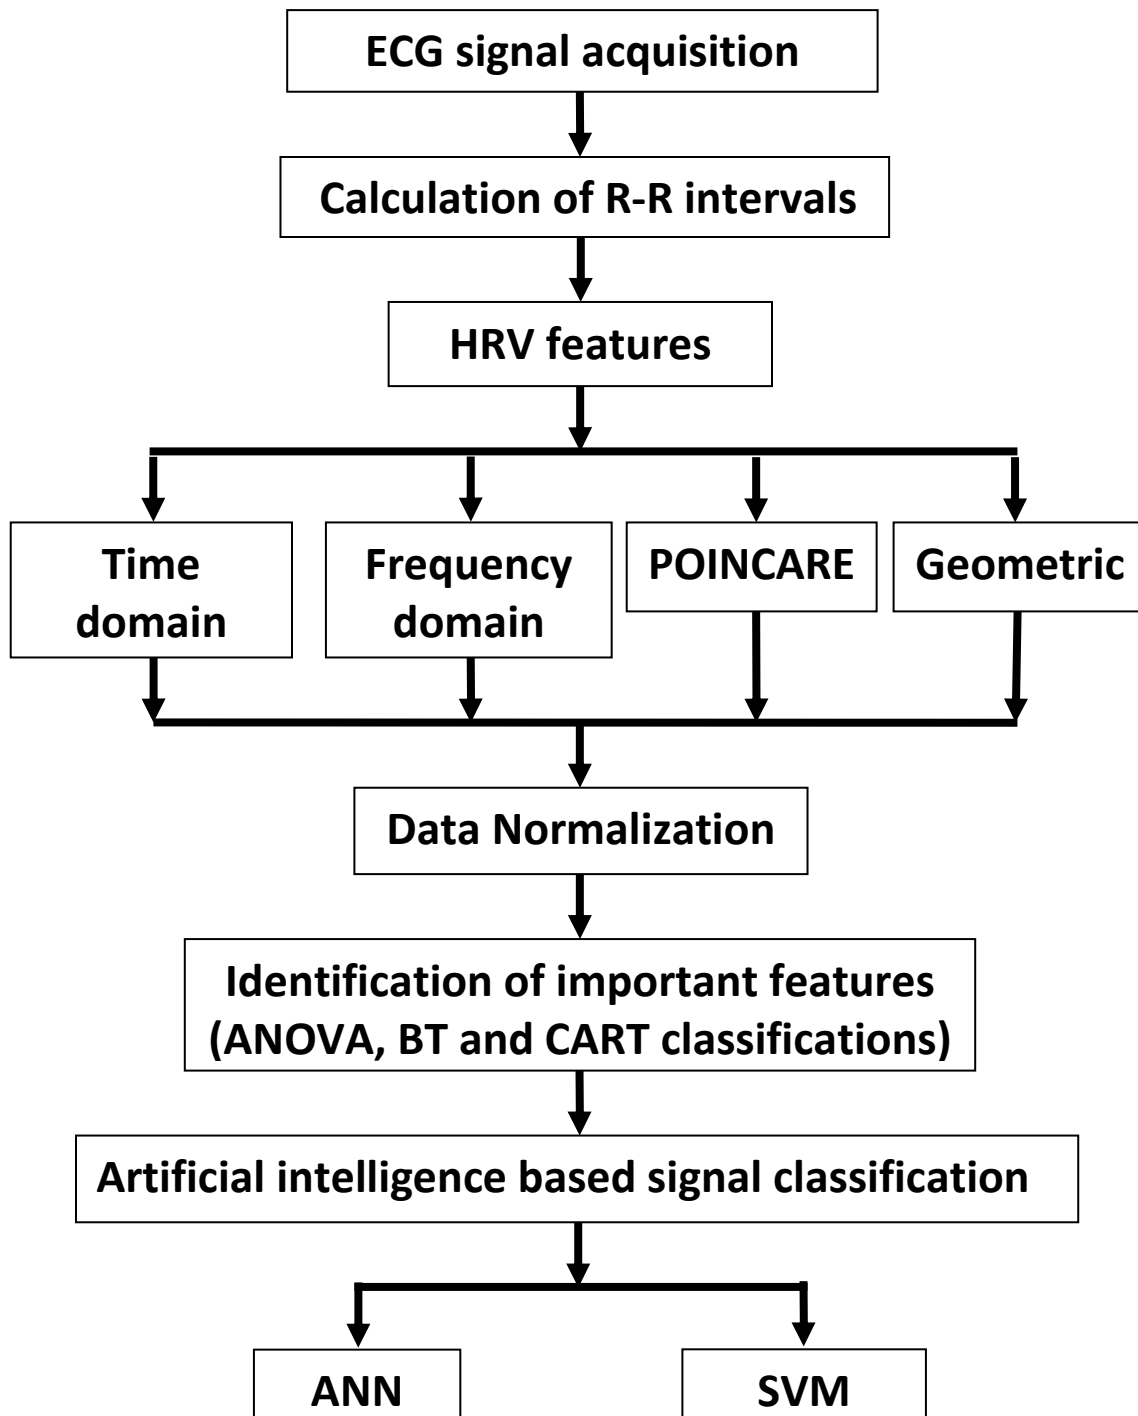 ECG signal acquisition
Calculation of R-R intervals
HRV features
Time
domain
Frequency
domain
POINCARE
Geometric
Data Normalization
Identification of important features
(ANOVA, BT and CART classifications)
Artificial intelligence based signal classification
ANN
SVM